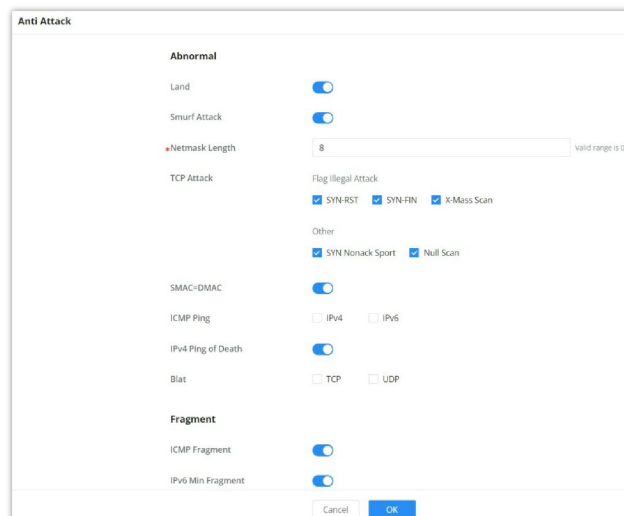 Anti Attack
Abnormal
Land
Smurf Attack
*Netmask Length 8 Valid range is 0
TCP Attack Flag Illegal Attack
SYN-RST SYN-FIN X-Mass Scan
Other
SYN Nonack Sport Null Scan
SMAC=DMAC
ICMP Ping IPv4 IPv6
IPv4 Ping of Death
Blat TCP UDP
Fragment
ICMP Fragment
IPv6 Min Fragment
Cancel OK